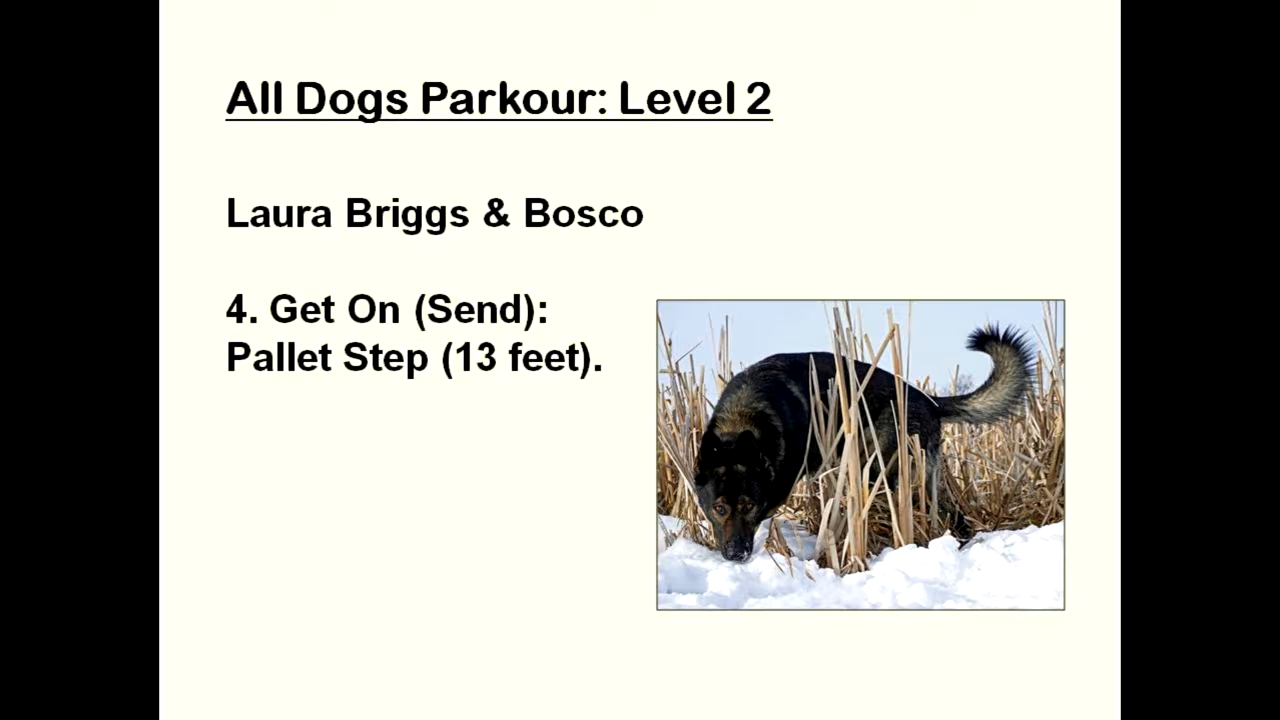 All Dogs Parkour: Level 2
Laura Briggs & Bosco
4. Get On (Send):
Pallet Step (13 feet).